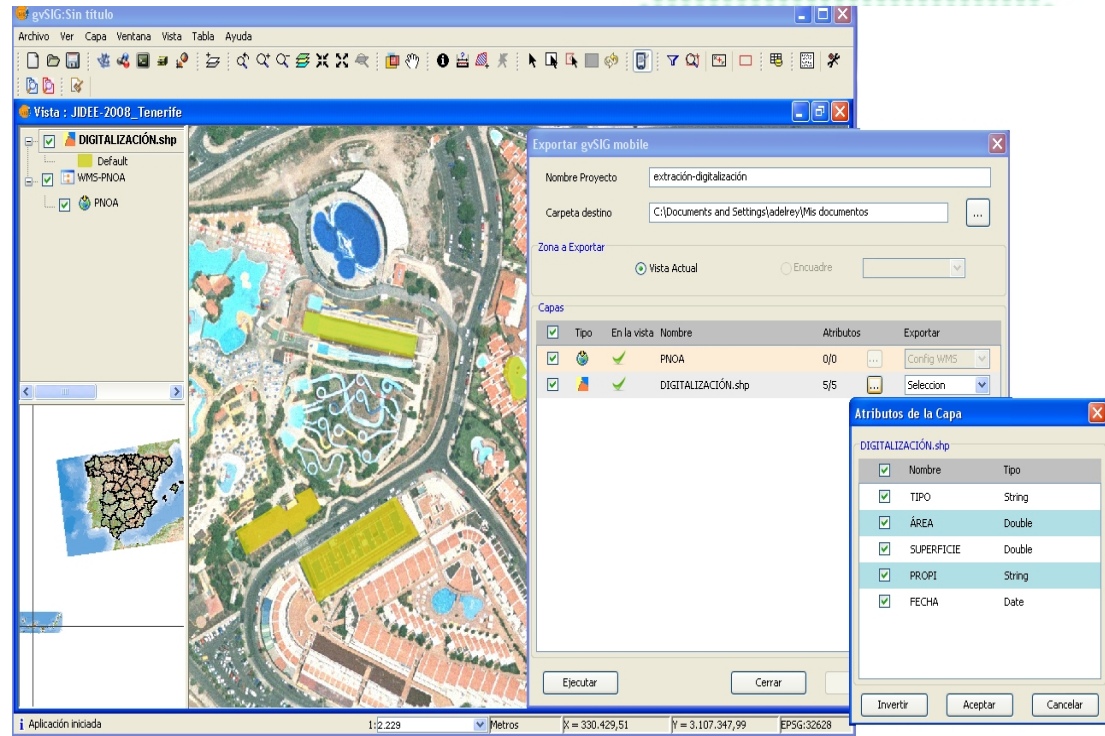 gvSIG:Sin título
Archivo Ver Capa Ventana Vista Tabla Ayuda
Vista : JIDEE-2008_Tenerife
DIGITALIZACIÓN.shp
Default
WMS-PNOA
PNOA
Exportar gvSIG mobile
Nombre Proyecto extración-digitalización
Carpeta destino C:\Documents and Settings\adelrey\Mis documentos ...
Zona a Exportar
Vista Actual Encuadre
Capas
Tipo En la vista Nombre Atributos Exportar
PNOA 0/0 ... Config WMS
DIGITALIZACIÓN.shp 5/5 ... Seleccion
Ejecutar Cerrar
Atributos de la Capa
DIGITALIZACIÓN.shp
Nombre Tipo
TIPO String
ÁREA Double
SUPERFICIE Double
PROPI String
FECHA Date
Invertir Aceptar Cancelar
Aplicación iniciada 1:2.229 Metros X = 330.429,51 Y = 3.107.347,99 EPSG:32628